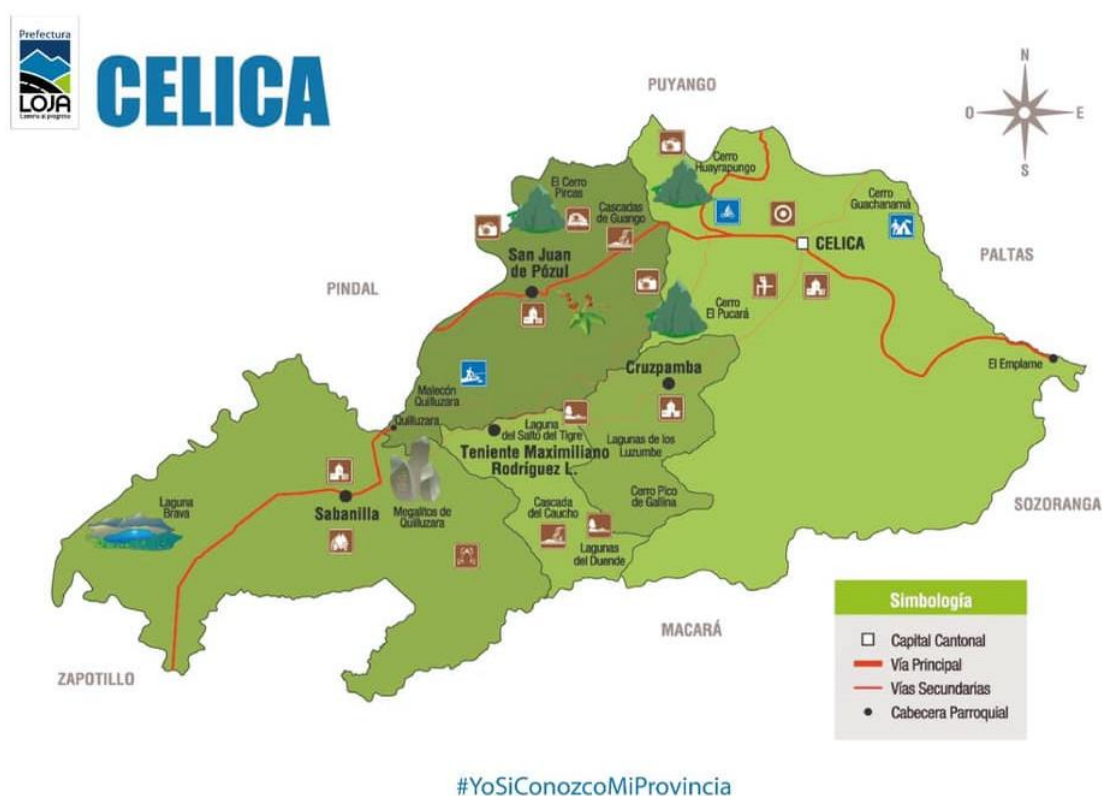 Prefectura
LOJA
Camino al progreso
CELICA
PUYANGO
N
O
E
S
Cerro
Huayrapungo
El Cerro
Pircas
Cascadas
de Guango
Cerro
Guachanamá
CELICA
PALTAS
San Juan
de Pózul
PINDAL
Cerro
El Pucará
El Emplame
Cruzpamba
Malecón
Quilluzara
Quilluzara
Laguna
del Salto del Tigre
Lagunas de los
Luzumbe
Teniente Maximiliano
Rodríguez L.
Cerro Pico
de Gallina
SOZORANGA
Laguna
Brava
Sabanilla
Megalitos de
Quilluzara
Cascada
del Caucho
Lagunas
del Duende
MACARÁ
ZAPOTILLO
Simbología
Capital Cantonal
Vía Principal
Vías Secundarias
Cabecera Parroquial
#YoSiConozcoMiProvincia